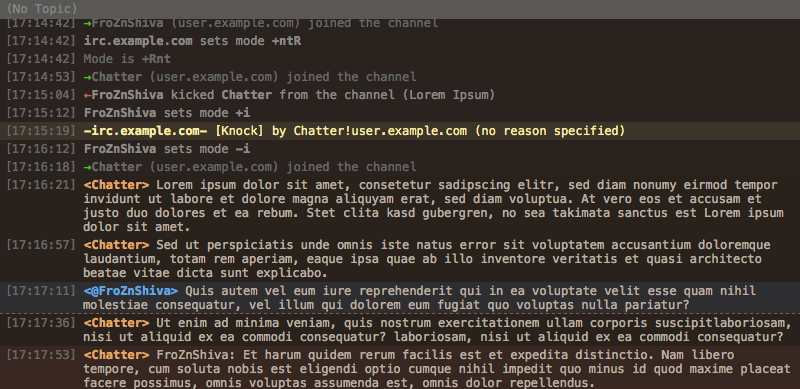 (No Topic)
[17:14:42] →FroZnShiva (user.example.com) joined the channel
[17:14:42] irc.example.com sets mode +ntR
[17:14:42] Mode is +Rnt
[17:14:53] →Chatter (user.example.com) joined the channel
[17:15:04] ←FroZnShiva kicked Chatter from the channel (Lorem Ipsum)
[17:15:12] FroZnShiva sets mode +i
[17:15:19] —irc.example.com— [Knock] by Chatter!user.example.com (no reason specified)
[17:16:12] FroZnShiva sets mode —i
[17:16:18] →Chatter (user.example.com) joined the channel
[17:16:21] <Chatter> Lorem ipsum dolor sit amet, consetetur sadipscing elitr, sed diam nonumy eirmod tempor
invidunt ut labore et dolore magna aliquyam erat, sed diam voluptua. At vero eos et accusam et
justo duo dolores et ea rebum. Stet clita kasd gubergren, no sea takimata sanctus est Lorem ipsum
dolor sit amet.
[17:16:57] <Chatter> Sed ut perspiciatis unde omnis iste natus error sit voluptatem accusantium doloremque
laudantium, totam rem aperiam, eaque ipsa quae ab illo inventore veritatis et quasi architecto
beatae vitae dicta sunt explicabo.
[17:17:11] <@FroZnShiva> Quis autem vel eum iure reprehenderit qui in ea voluptate velit esse quam nihil
molestiae consequatur, vel illum qui dolorem eum fugiat quo voluptas nulla pariatur?
[17:17:36] <Chatter> Ut enim ad minima veniam, quis nostrum exercitationem ullam corporis suscipitlaboriosam,
nisi ut aliquid ex ea commodi consequatur? laboriosam, nisi ut aliquid ex ea commodi consequatur?
[17:17:53] <Chatter> FroZnShiva: Et harum quidem rerum facilis est et expedita distinctio. Nam libero
tempore, cum soluta nobis est eligendi optio cumque nihil impedit quo minus id quod maxime placeat
facere possimus, omnis voluptas assumenda est, omnis dolor repellendus.